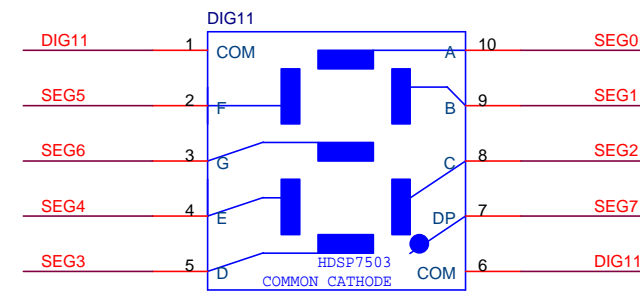 DIG11
DIG11 1 COM A 10 SEG0
SEG5 2 F B 9 SEG1
SEG6 3 G C 8 SEG2
SEG4 4 E DP 7 SEG7
SEG3 5 D HDSP7503 COM 6 DIG11
COMMON CATHODE